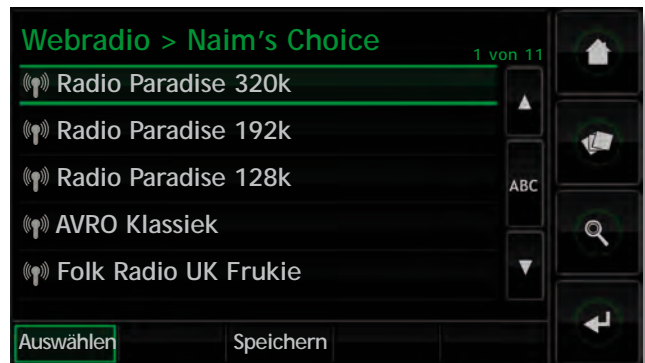 Webradio > Naim's Choice
1 von 11
Radio Paradise 320k
Radio Paradise 192k
Radio Paradise 128k
AVRO Klassiek
Folk Radio UK Frukie
ABC
Auswählen
Speichern